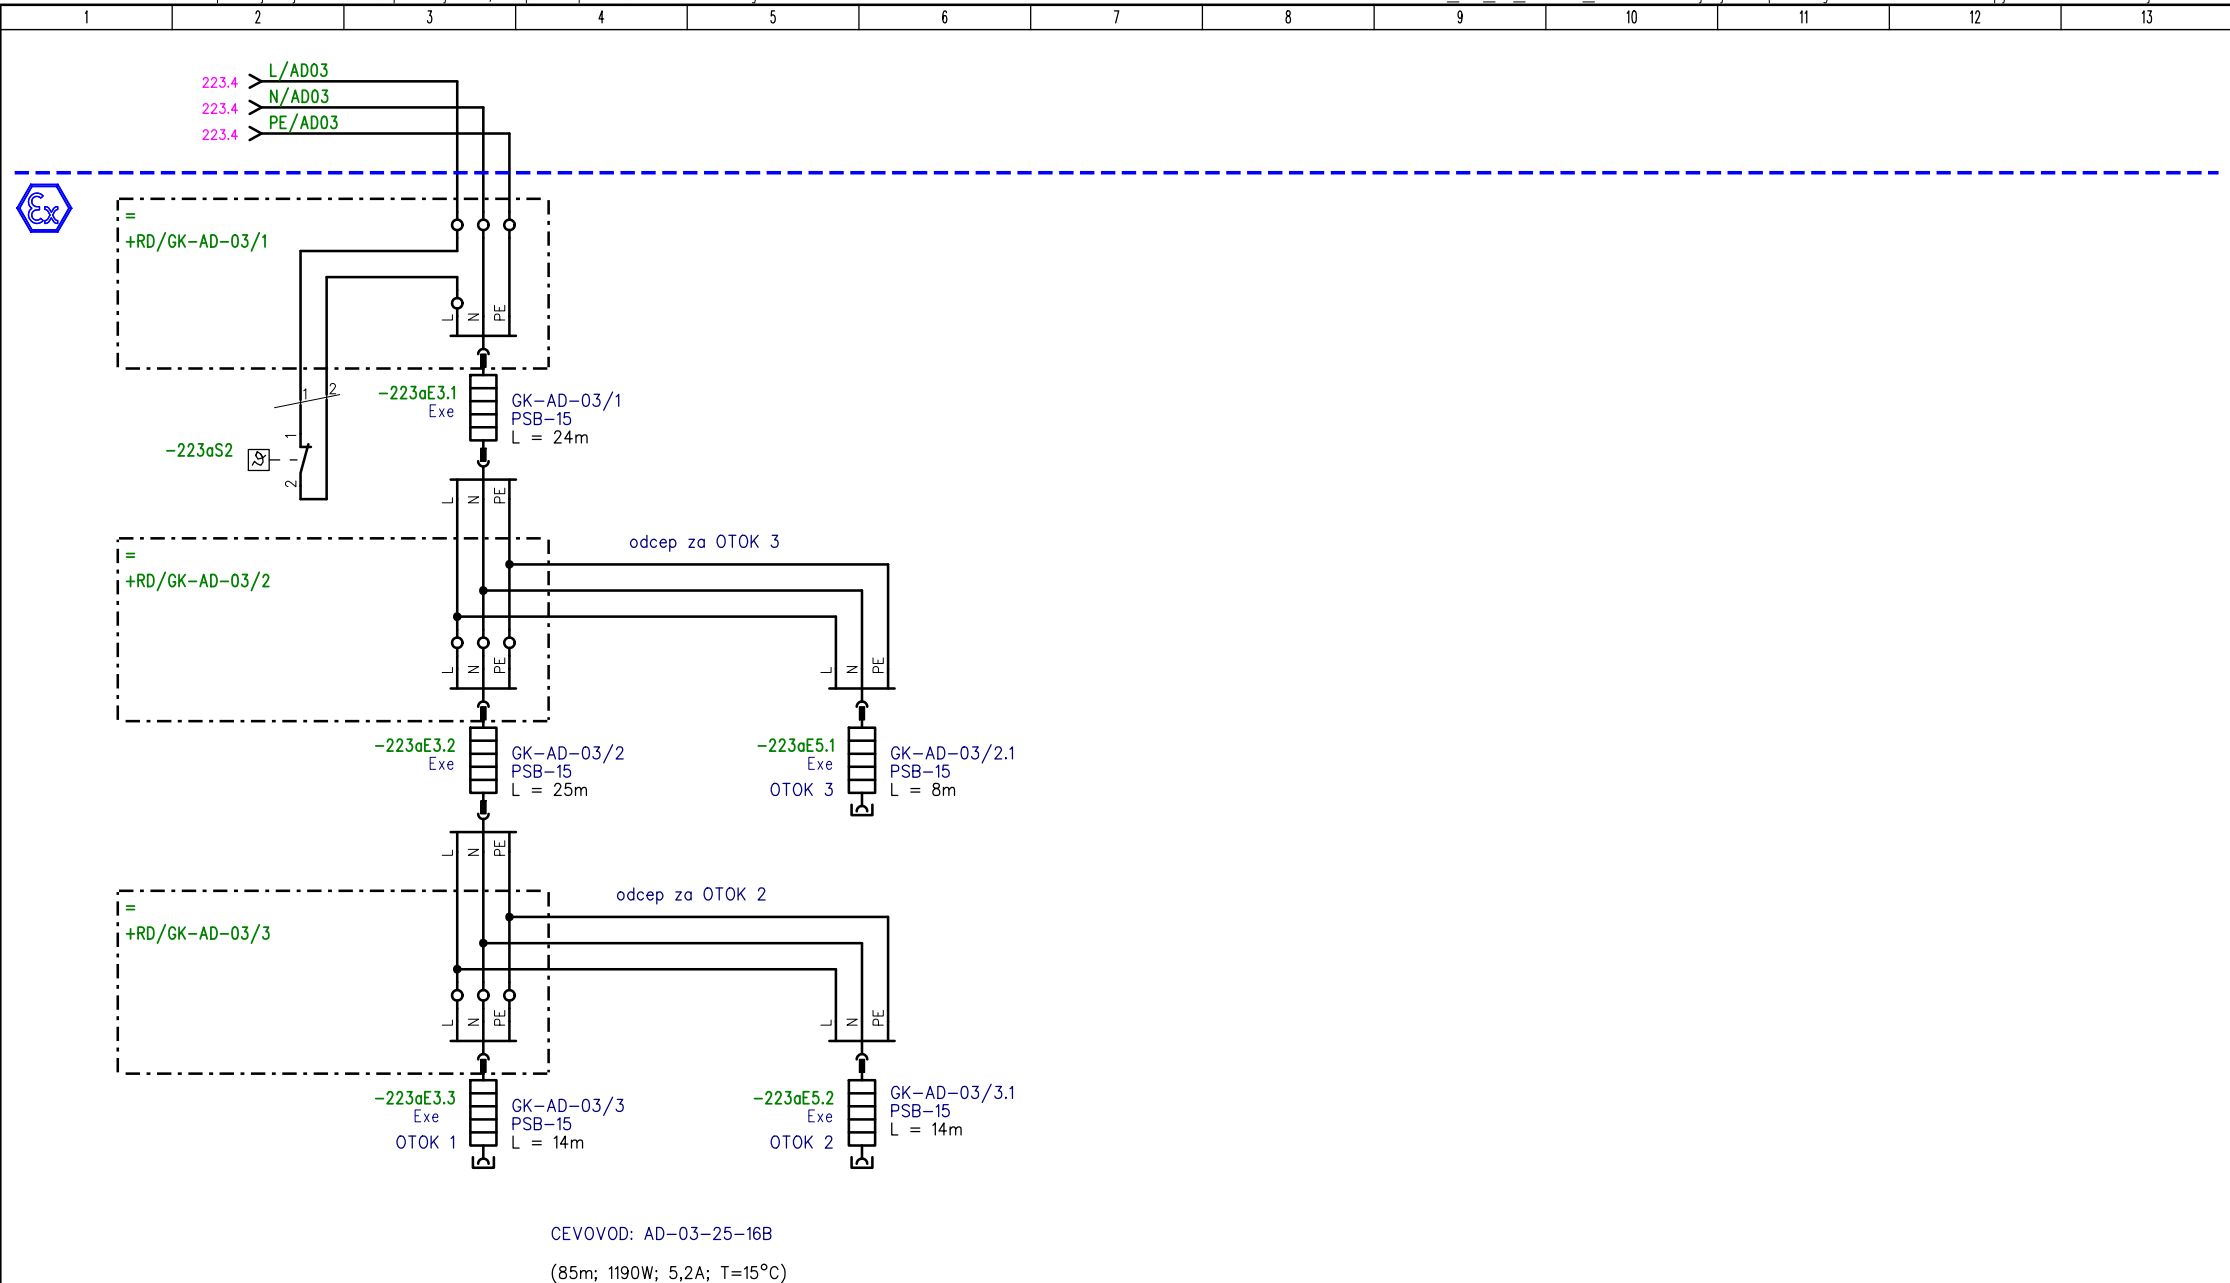 1 2 3 4 5 6 7 8 9 10 11 12 13
223.4 L/AD03
223.4 N/AD03
223.4 PE/AD03
Ex
=
+RD/GK-AD-03/1
L N PE
1 2
-223aE3.1
Exe
GK-AD-03/1
PSB-15
L = 24m
-223aS2
1
2
L N PE
=
+RD/GK-AD-03/2
odcep za OTOK 3
L N PE
L N PE
-223aE3.2
Exe
GK-AD-03/2
PSB-15
L = 25m
-223aE5.1
Exe
OTOK 3
GK-AD-03/2.1
PSB-15
L = 8m
L N PE
=
+RD/GK-AD-03/3
odcep za OTOK 2
L N PE
L N PE
-223aE3.3
Exe
OTOK 1
GK-AD-03/3
PSB-15
L = 14m
-223aE5.2
Exe
OTOK 2
GK-AD-03/3.1
PSB-15
L = 14m
CEVOVOD: AD-03-25-16B
(85m; 1190W; 5,2A; T=15°C)